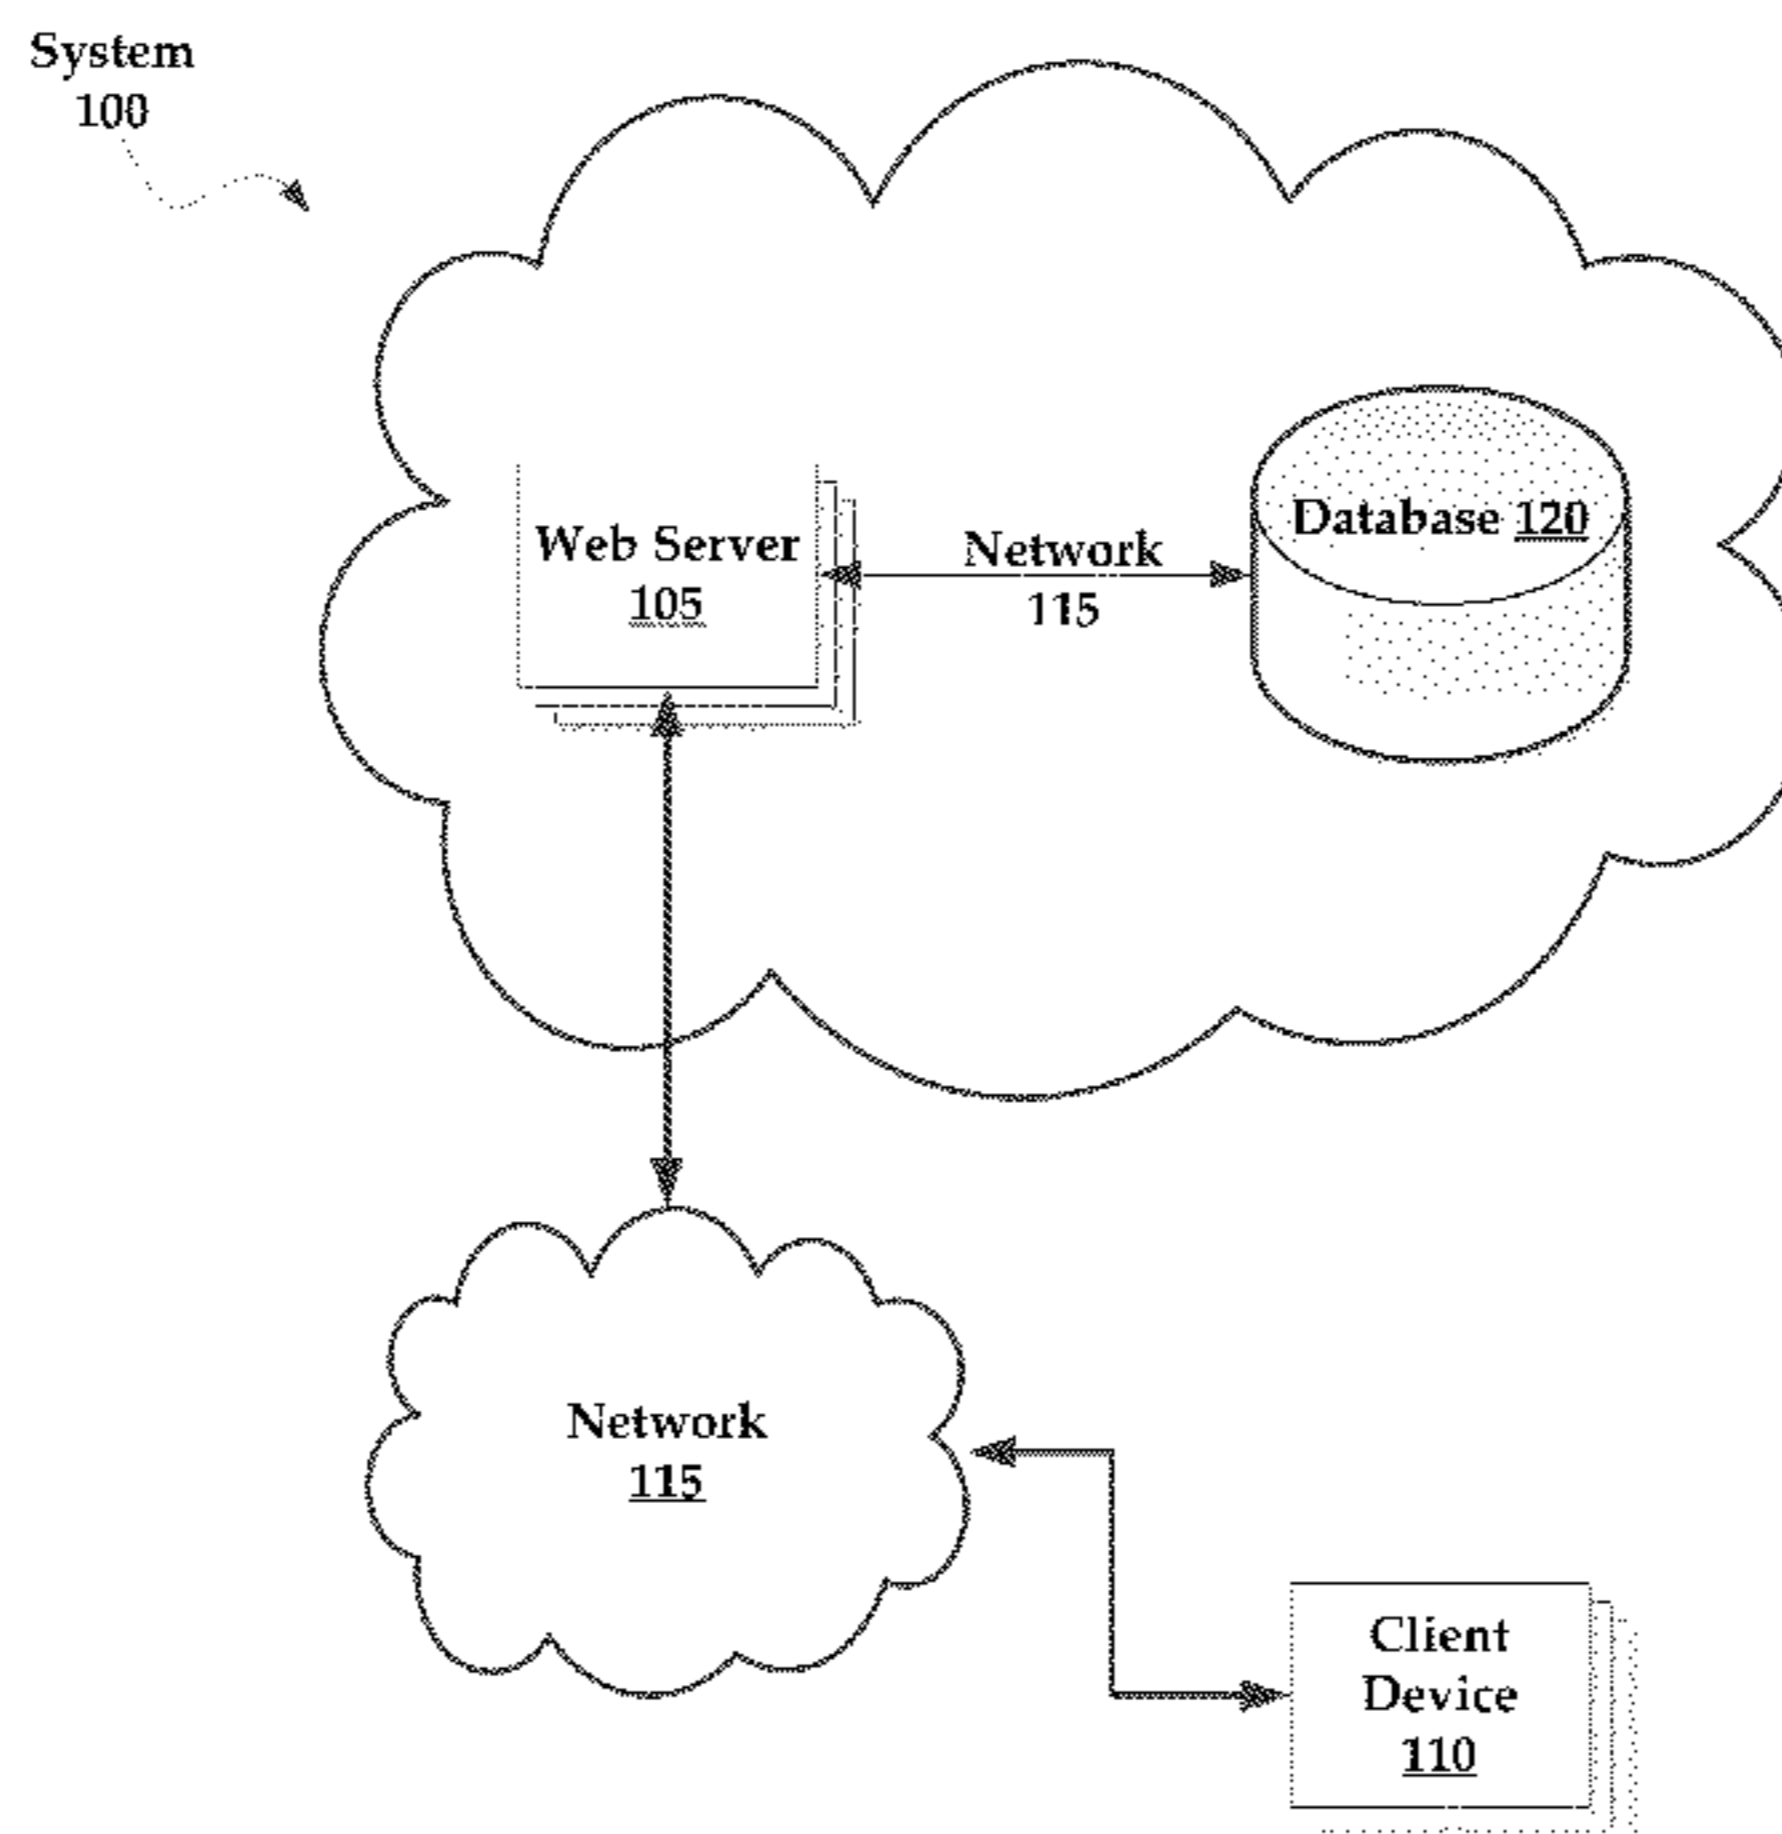 System
100
Web Server
105
Network
115
Database 120
Network
115
Client
Device
110